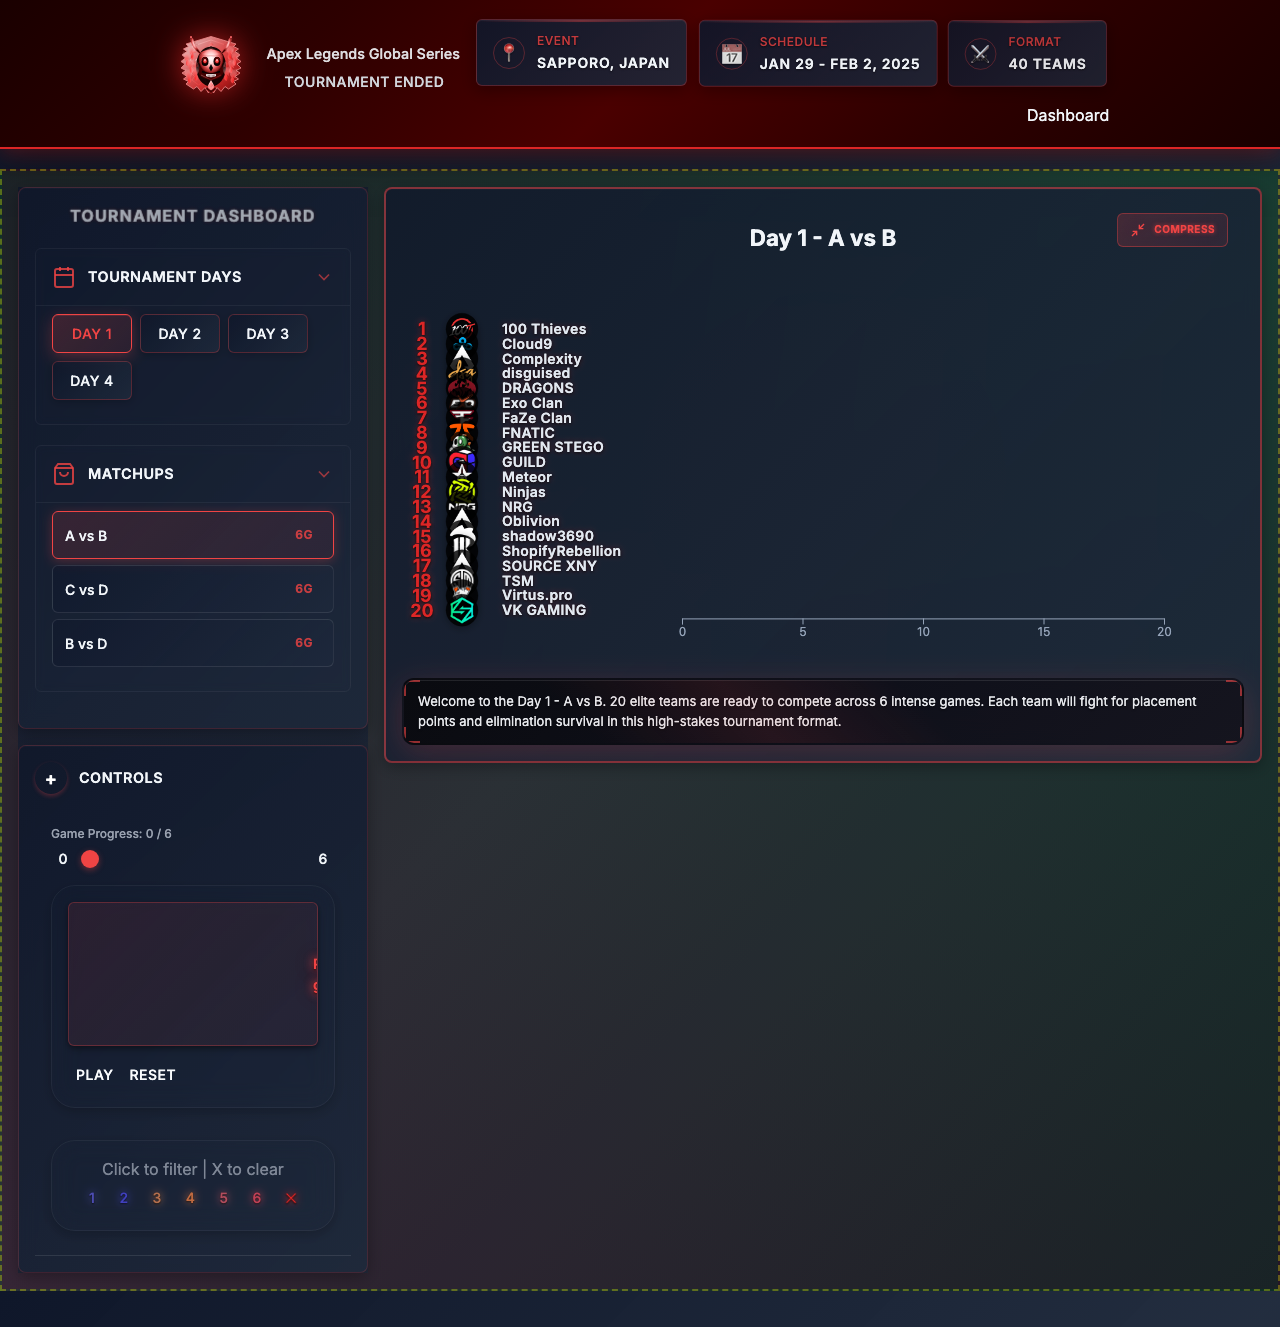 Apex Legends Global Series
TOURNAMENT ENDED
EVENT
SAPPORO, JAPAN
17
SCHEDULE
JAN 29 - FEB 2, 2025
FORMAT
40 TEAMS
Dashboard
TOURNAMENT DASHBOARD
TOURNAMENT DAYS
DAY 1
DAY 2
DAY 3
DAY 4
MATCHUPS
A vs B 6G
C vs D 6G
B vs D 6G
CONTROLS
Game Progress: 0 / 6
0 6
PLAY RESET
Click to filter | X to clear
1 2 3 4 5 6 ✕
Day 1 - A vs B
COMPRESS
1 100 Thieves
2 Cloud9
3 Complexity
4 disguised
5 DRAGONS
6 Exo Clan
7 FaZe Clan
8 FNATIC
9 GREEN STEGO
10 GUILD
11 Meteor
12 Ninjas
13 NRG
14 Oblivion
15 shadow3690
16 ShopifyRebellion
17 SOURCE XNY
18 TSM
19 Virtus.pro
20 VK GAMING
0 5 10 15 20
Welcome to the Day 1 - A vs B. 20 elite teams are ready to compete across 6 intense games. Each team will fight for placement
points and elimination survival in this high-stakes tournament format.